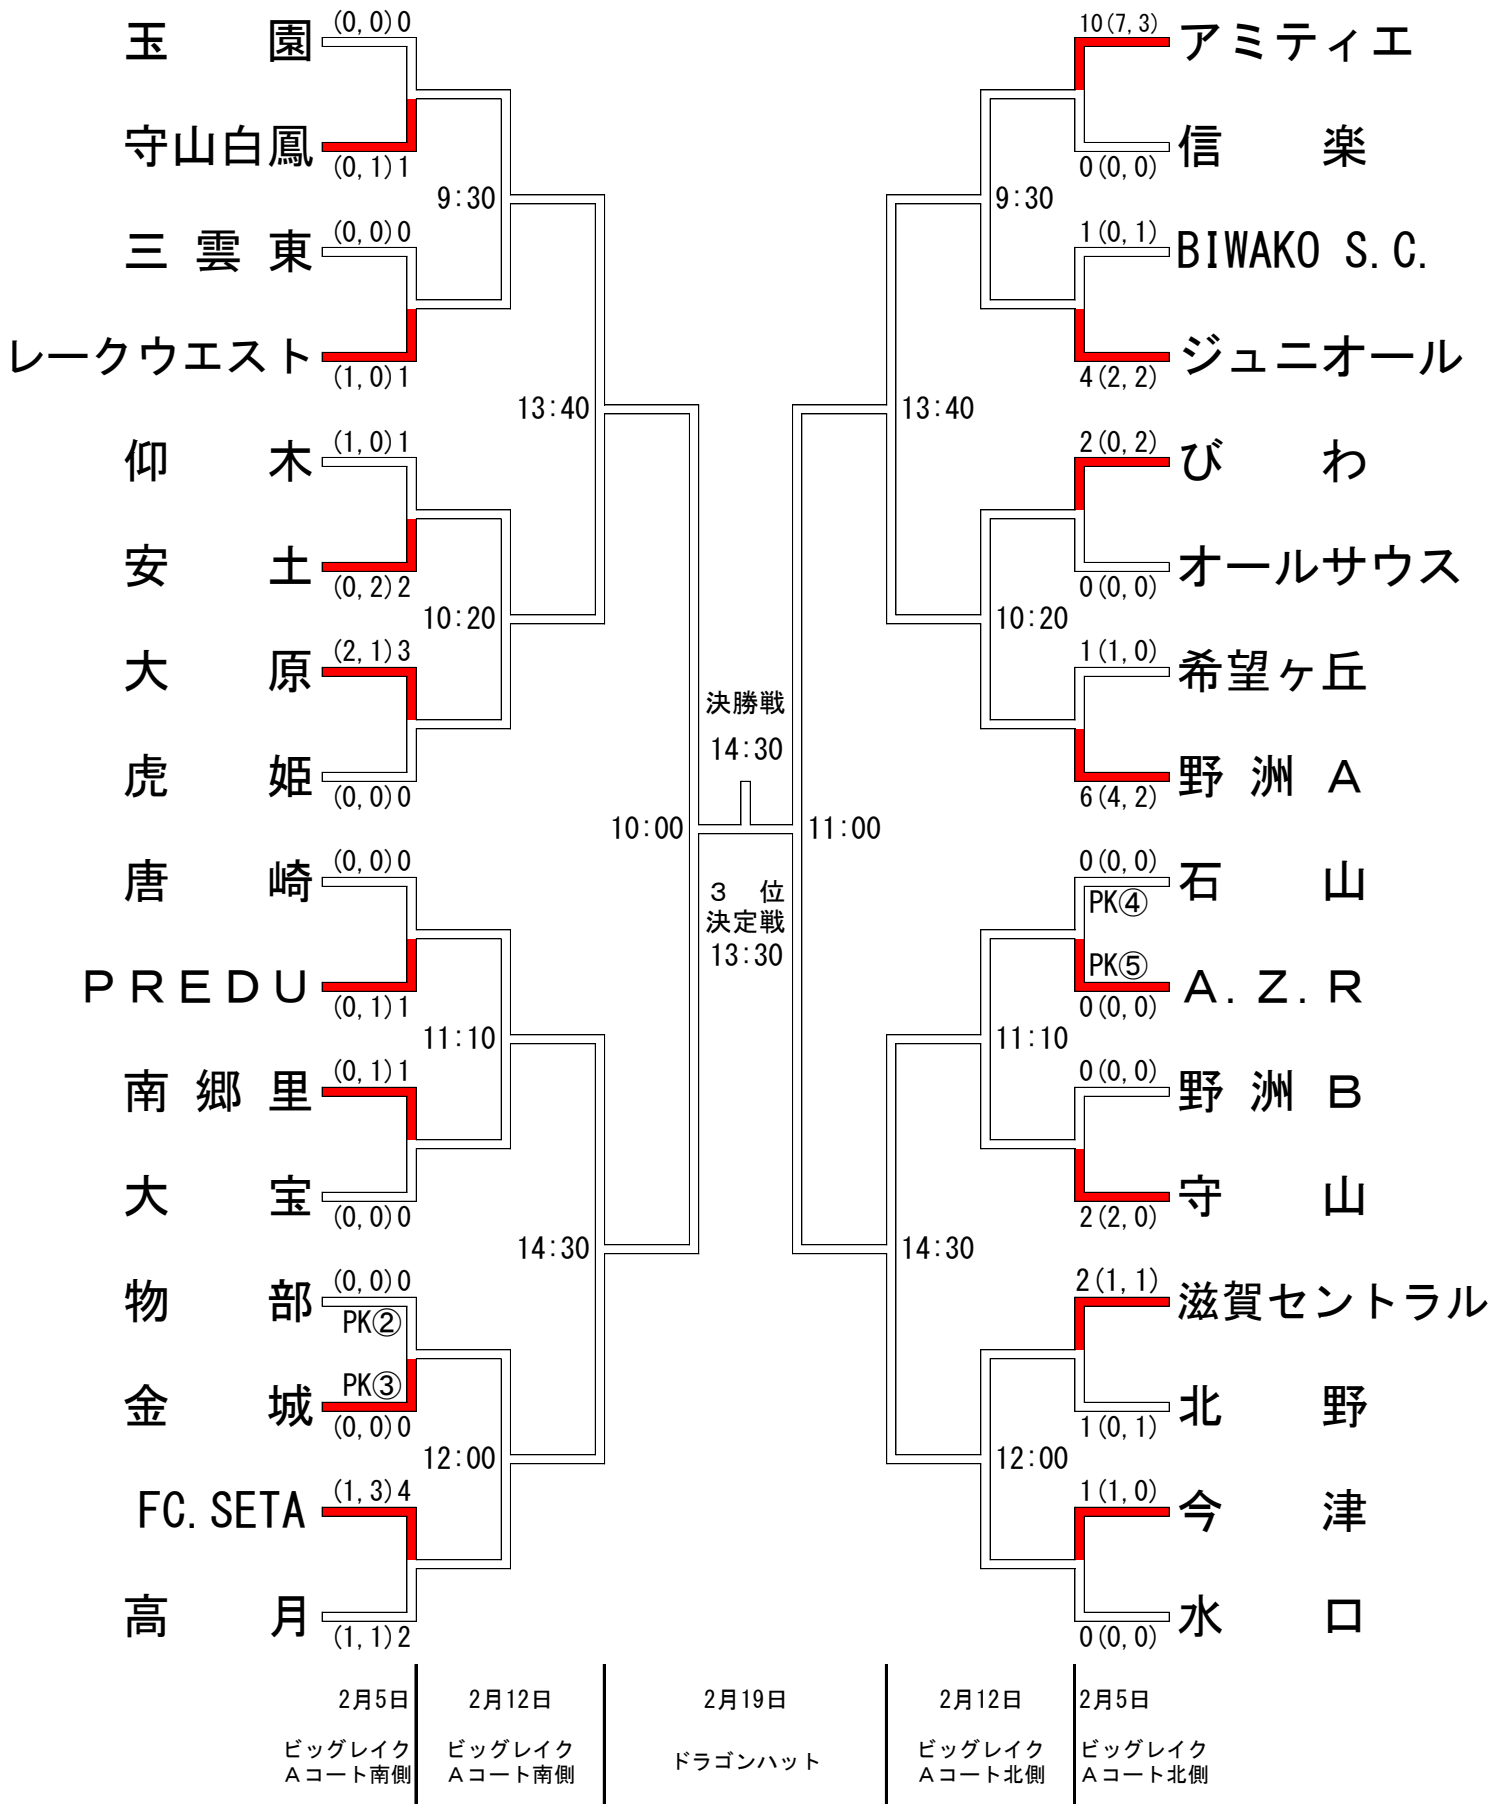 玉園 (0,0)0
守山白鳳 (0,1)1
9:30
三雲東 (0,0)0
レークウエスト (1,0)1
13:40
仰木 (1,0)1
安土 (0,2)2
10:20
大原 (2,1)3
虎姫 (0,0)0
10:00
唐崎 (0,0)0
PREDU (0,1)1
11:10
南郷里 (0,1)1
大宝 (0,0)0
14:30
物部 (0,0)0
PK②
PK③
金城 (0,0)0
12:00
FC.SETA (1,3)4
高月 (1,1)2
決勝戦
14:30
3位
決定戦
13:30
10(7,3) アミティエ
0(0,0) 信楽
9:30
1(0,1) BIWAKO S.C.
4(2,2) ジュニオール
13:40
2(0,2) びわ
0(0,0) オールサウス
10:20
1(1,0) 希望ヶ丘
6(4,2) 野洲A
11:00
0(0,0) 石山
PK④
PK⑤
0(0,0) A.Z.R
11:10
0(0,0) 野洲B
2(2,0) 守山
14:30
2(1,1) 滋賀セントラル
1(0,1) 北野
12:00
1(1,0) 今津
0(0,0) 水口
2月5日 2月12日 2月19日 2月12日 2月5日
ビッグレイク ビッグレイク ドラゴンハット ビッグレイク ビッグレイク
Aコート南側 Aコート南側 Aコート北側 Aコート北側